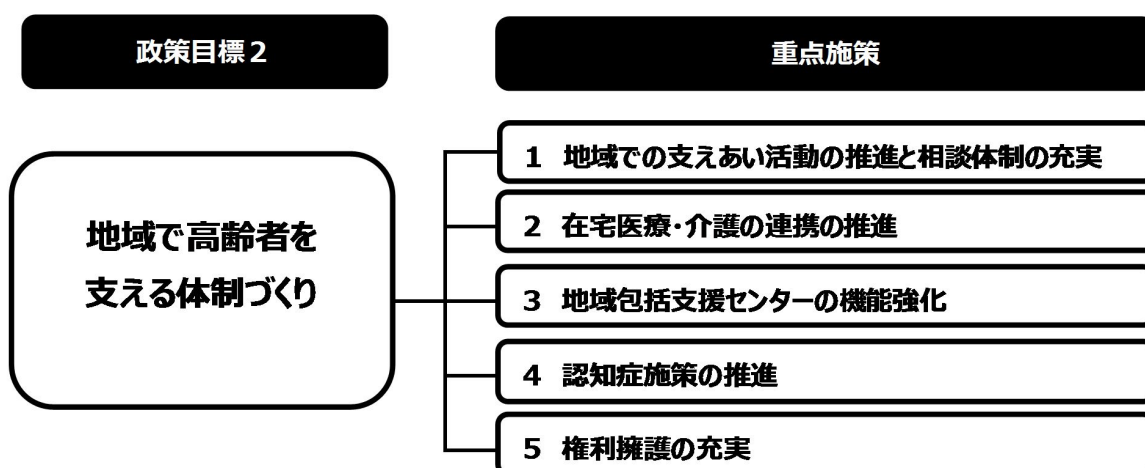 政策目標２
重点施策
地域で高齢者を
支える体制づくり
1 地域での支えあい活動の推進と相談体制の充実
2 在宅医療・介護の連携の推進
3 地域包括支援センターの機能強化
4 認知症施策の推進
5 権利擁護の充実